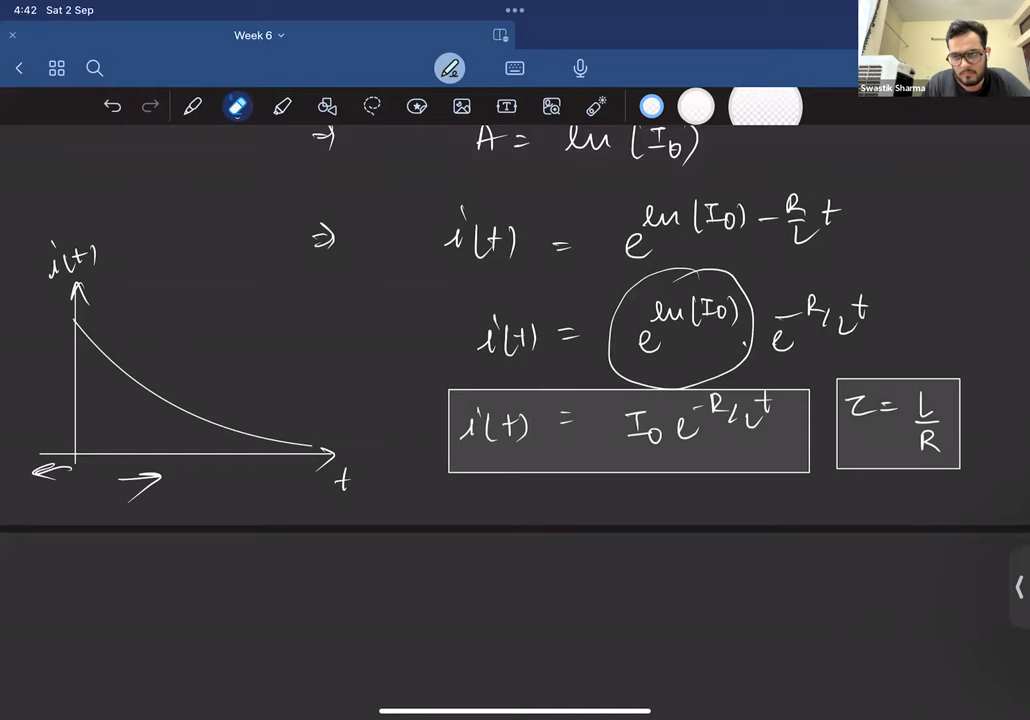 4:42 Sat 2 Sep
Week 6
Swastik Sharma
⇒ A = ln(I₀)
⇒ i(t) = e^{ln(I₀) - R/L t}
i(t) = e^{ln(I₀)} · e^{-R/L t}
i(t) = I₀ e^{-R/L t}
τ = L/R
i(t)
t